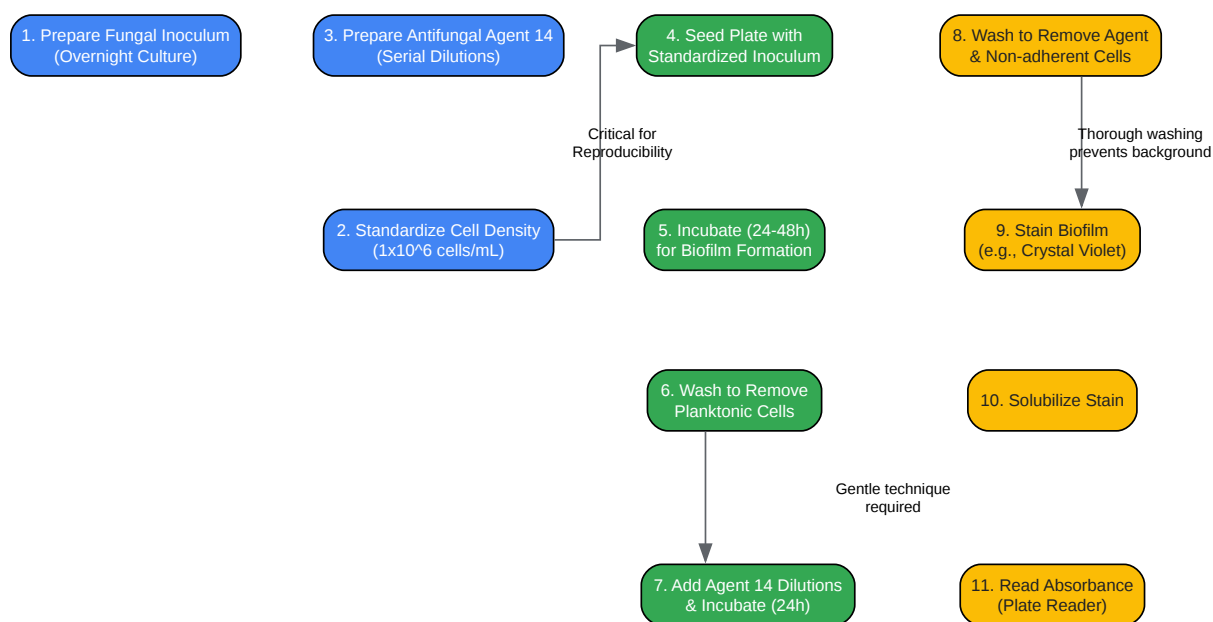 1. Prepare Fungal Inoculum
(Overnight Culture)
3. Prepare Antifungal Agent 14
(Serial Dilutions)
4. Seed Plate with
Standardized Inoculum
8. Wash to Remove Agent
& Non-adherent Cells
Critical for
Reproducibility
Thorough washing
prevents background
2. Standardize Cell Density
(1x10^6 cells/mL)
5. Incubate (24-48h)
for Biofilm Formation
9. Stain Biofilm
(e.g., Crystal Violet)
6. Wash to Remove
Planktonic Cells
10. Solubilize Stain
Gentle technique
required
7. Add Agent 14 Dilutions
& Incubate (24h)
11. Read Absorbance
(Plate Reader)